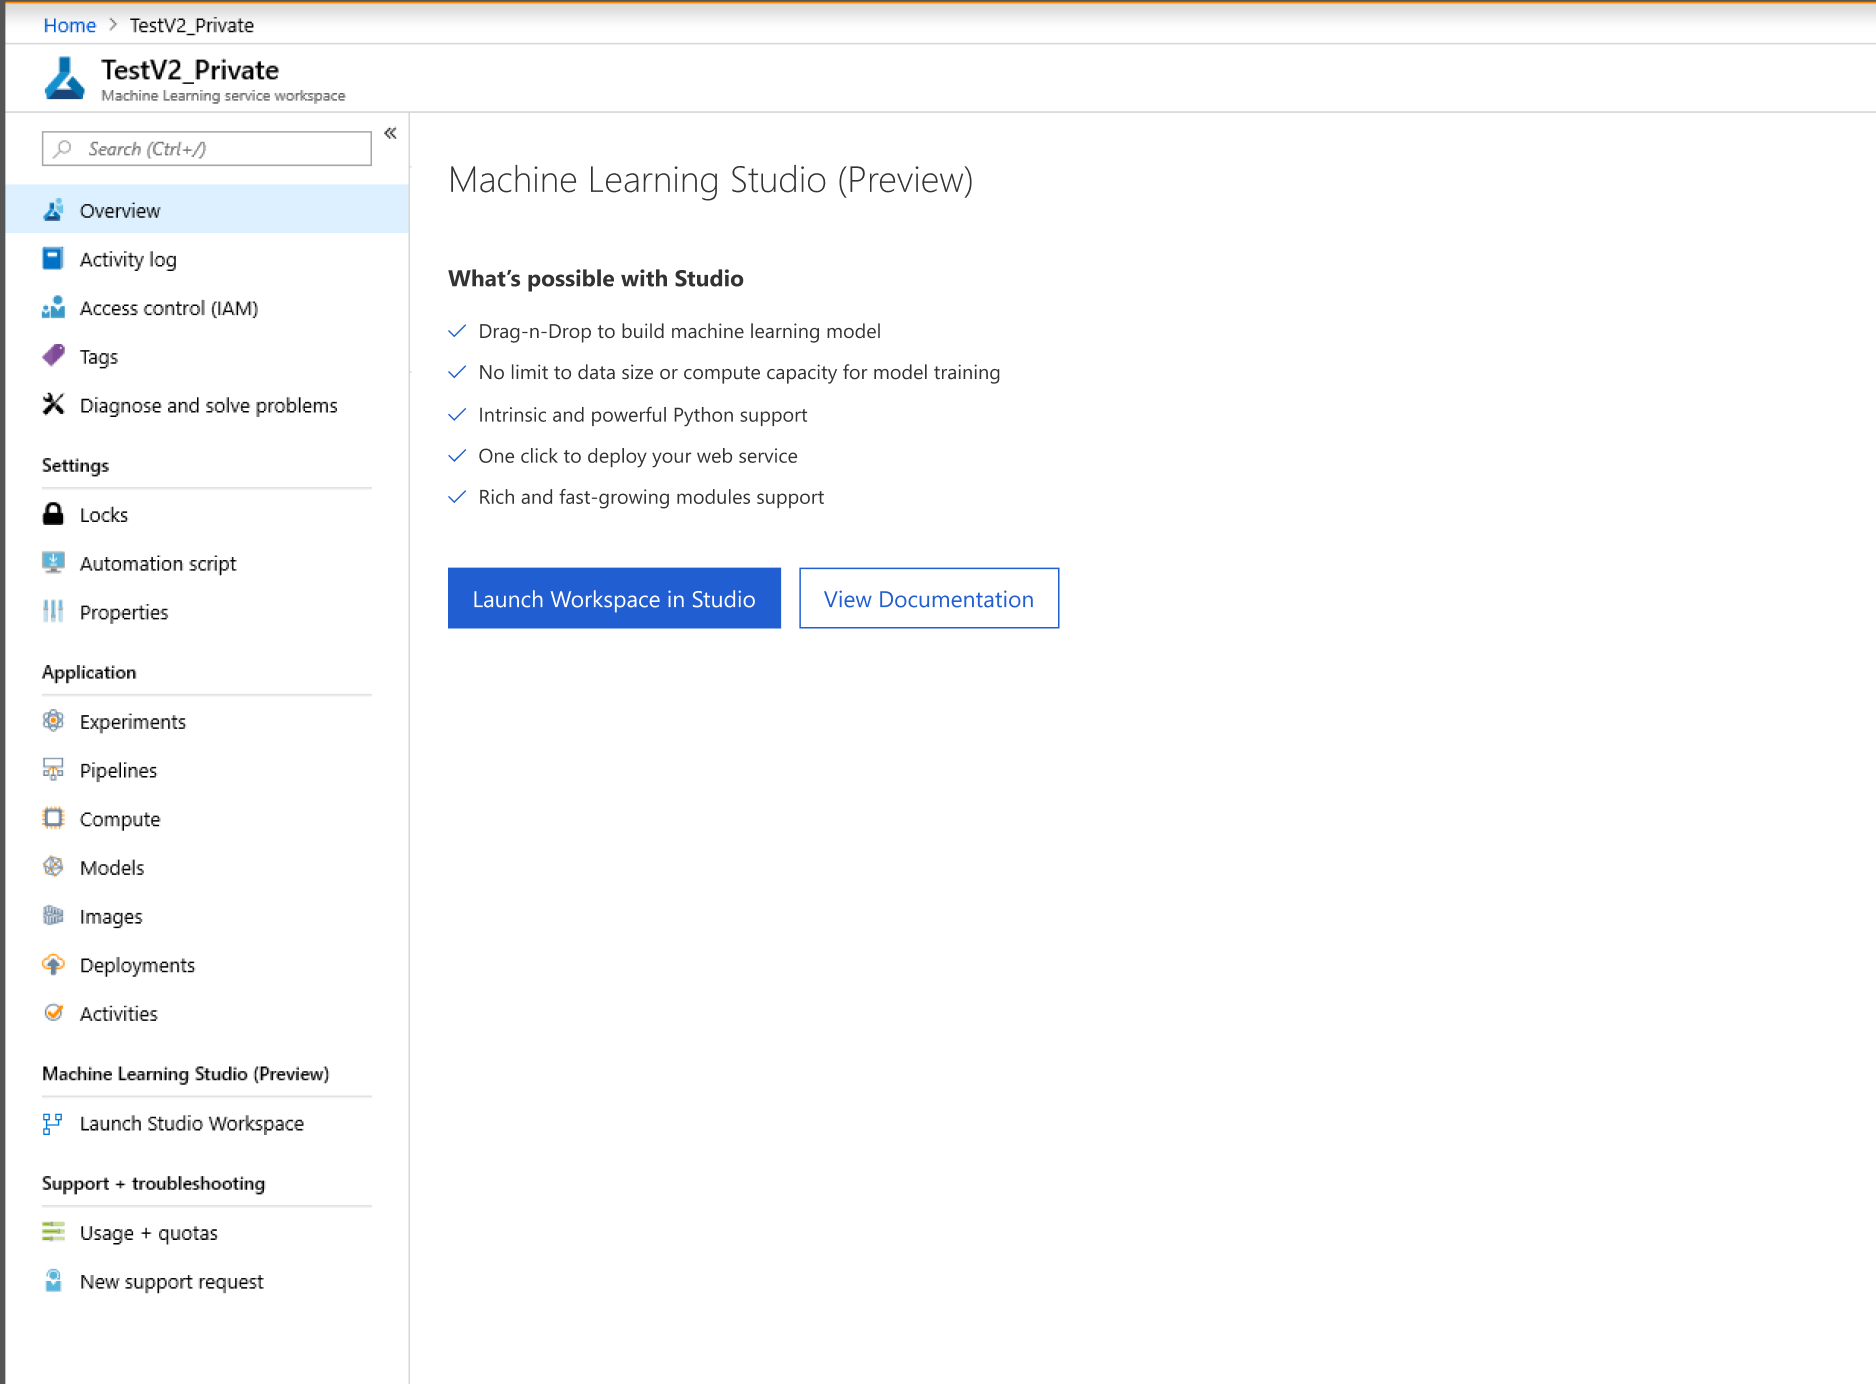 Home > TestV2_Private
TestV2_Private
Machine Learning service workspace
Search (Ctrl+/)
«
Overview
Activity log
Access control (IAM)
Tags
Diagnose and solve problems
Settings
Locks
Automation script
Properties
Application
Experiments
Pipelines
Compute
Models
Images
Deployments
Activities
Machine Learning Studio (Preview)
Launch Studio Workspace
Support + troubleshooting
Usage + quotas
New support request
Machine Learning Studio (Preview)
What’s possible with Studio
Drag-n-Drop to build machine learning model
No limit to data size or compute capacity for model training
Intrinsic and powerful Python support
One click to deploy your web service
Rich and fast-growing modules support
Launch Workspace in Studio
View Documentation